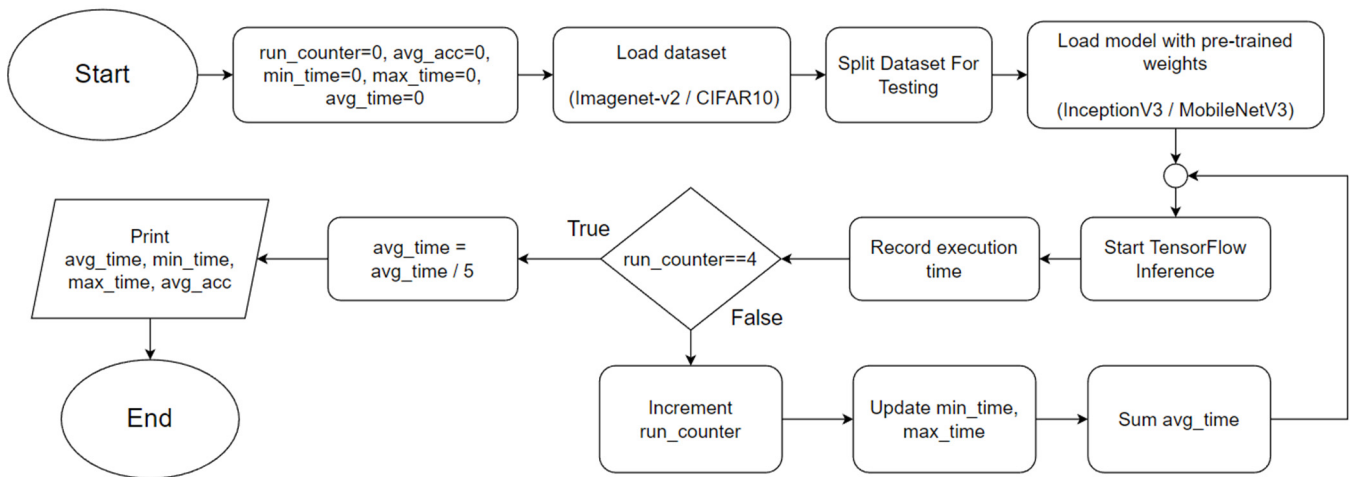 Start
run_counter=0, avg_acc=0,
min_time=0, max_time=0,
avg_time=0
Load dataset
(Imagenet-v2 / CIFAR10)
Split Dataset For
Testing
Load model with pre-trained
weights
(InceptionV3 / MobileNetV3)
Start TensorFlow
Inference
Record execution
time
run_counter==4
True
False
avg_time =
avg_time / 5
Print
avg_time, min_time,
max_time, avg_acc
End
Increment
run_counter
Update min_time,
max_time
Sum avg_time